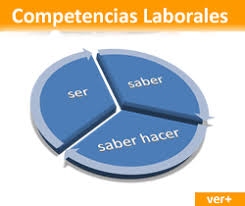 Competencias Laborales
ser
saber
saber hacer
ver+